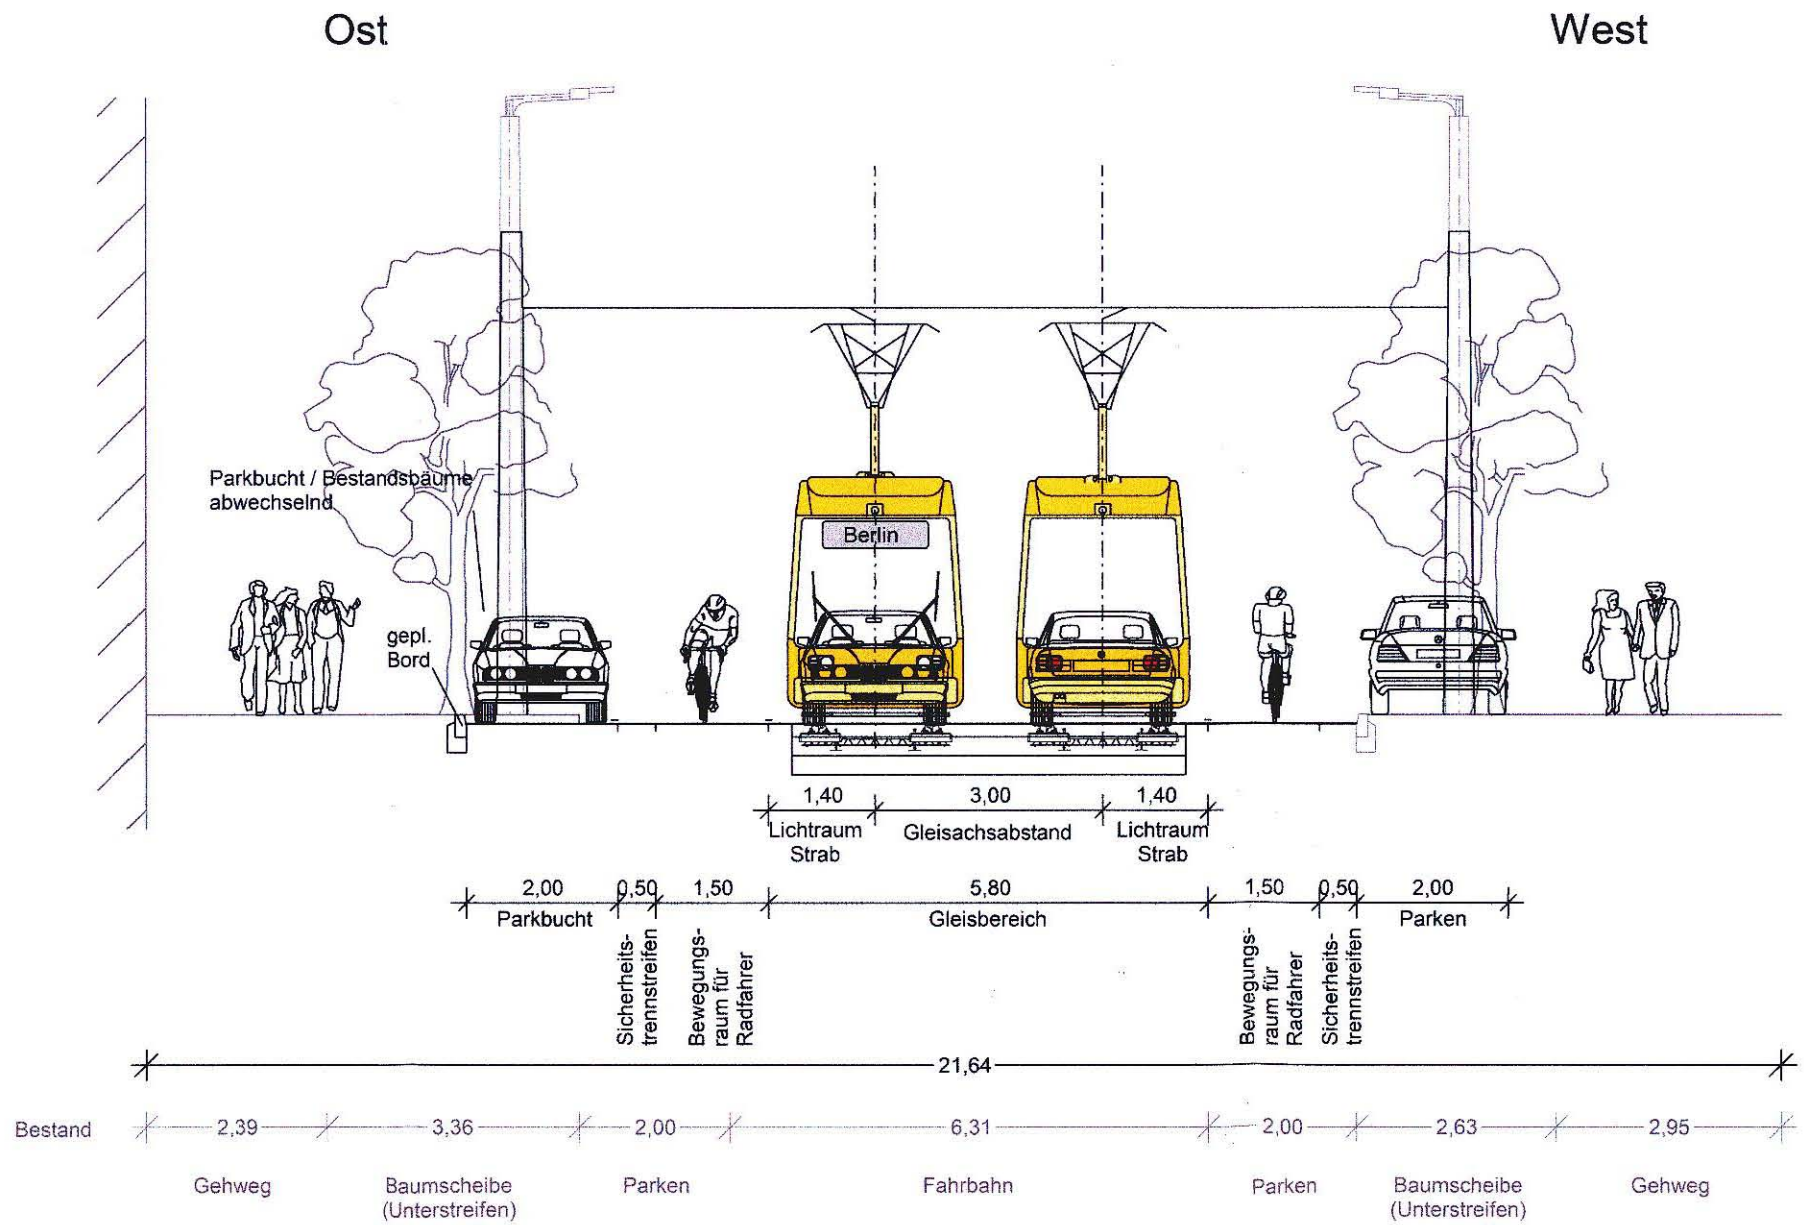 Ost
West
Parkbucht / Bestandsbäume
abwechselnd
gepl.
Bord
Berlin
1,40
3,00
1,40
Lichtraum
Strab
Gleisachsabstand
Lichtraum
Strab
2,00
0,50
1,50
5,80
1,50
0,50
2,00
Parkbucht
Gleisbereich
Parken
Sicherheits-
trennstreifen
Bewegungs-
raum für
Radfahrer
Bewegungs-
raum für
Radfahrer
Sicherheits-
trennstreifen
21,64
Bestand
2,39
3,36
2,00
6,31
2,00
2,63
2,95
Gehweg
Baumscheibe
(Unterstreifen)
Parken
Fahrbahn
Parken
Baumscheibe
(Unterstreifen)
Gehweg